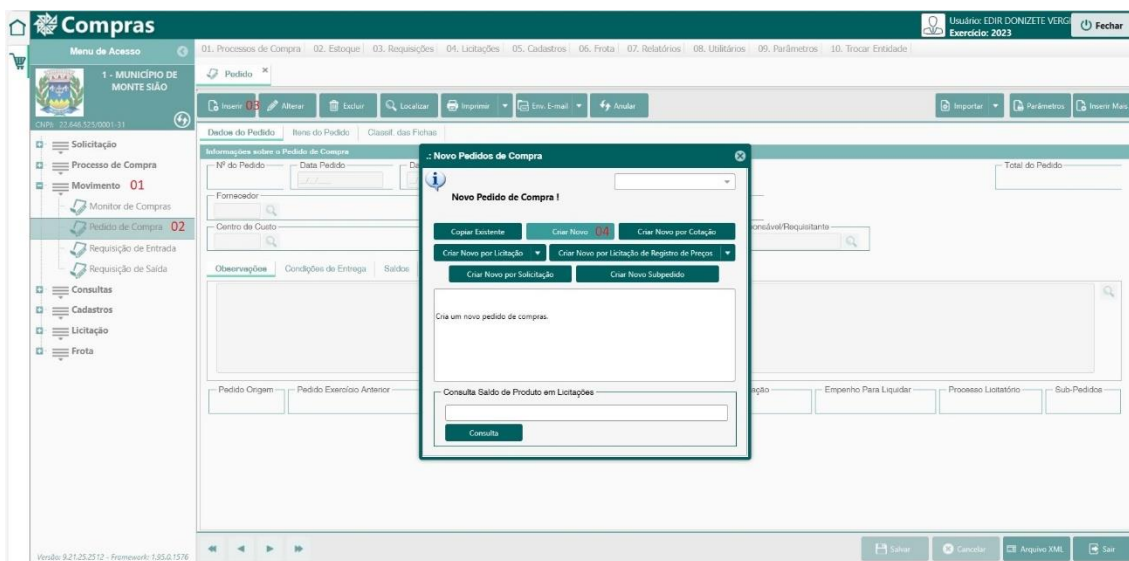 Compras
Usuário: EDIR DONIZETE VERGI
Exercício: 2023
Fechar
Menu de Acesso
01. Processos de Compra 02. Estoque 03. Requisições 04. Licitações 05. Cadastros 06. Frota 07. Relatórios 08. Utilitários 09. Parâmetros 10. Trocar Entidade
1 - MUNICÍPIO DE
MONTE SIÃO
CNPJ: 22.646.525/0001-31
Pedido
Inserir 03 Alterar Excluir Localizar Imprimir Env. E-mail Anular Importar Parâmetros Inserir Mais
Solicitação
Processo de Compra
Movimento 01
Monitor de Compras
Pedido de Compra 02
Requisição de Entrada
Requisição de Saída
Consultas
Cadastros
Licitação
Frota
Dados do Pedido Itens do Pedido Classif. das Fichas
Informações sobre o Pedido de Compra
Nº do Pedido Data Pedido Da Total do Pedido
Fornecedor
Centro de Custo onsável/Requisitante
Observações Condições de Entrega Saldos
.: Novo Pedidos de Compra
Novo Pedido de Compra !
Copiar Existente Criar Novo 04 Criar Novo por Cotação
Criar Novo por Licitação Criar Novo por Licitação de Registro de Preços
Criar Novo por Solicitação Criar Novo Subpedido
Cria um novo pedido de compras.
Consulta Saldo de Produto em Licitações
Consulta
Pedido Origem Pedido Exercício Anterior ação Empenho Para Liquidar Processo Licitatório Sub-Pedidos
Versão: 9.21.25.2512 - Framework: 1.95.0.1576
Salvar Cancelar Arquivo XML Sair